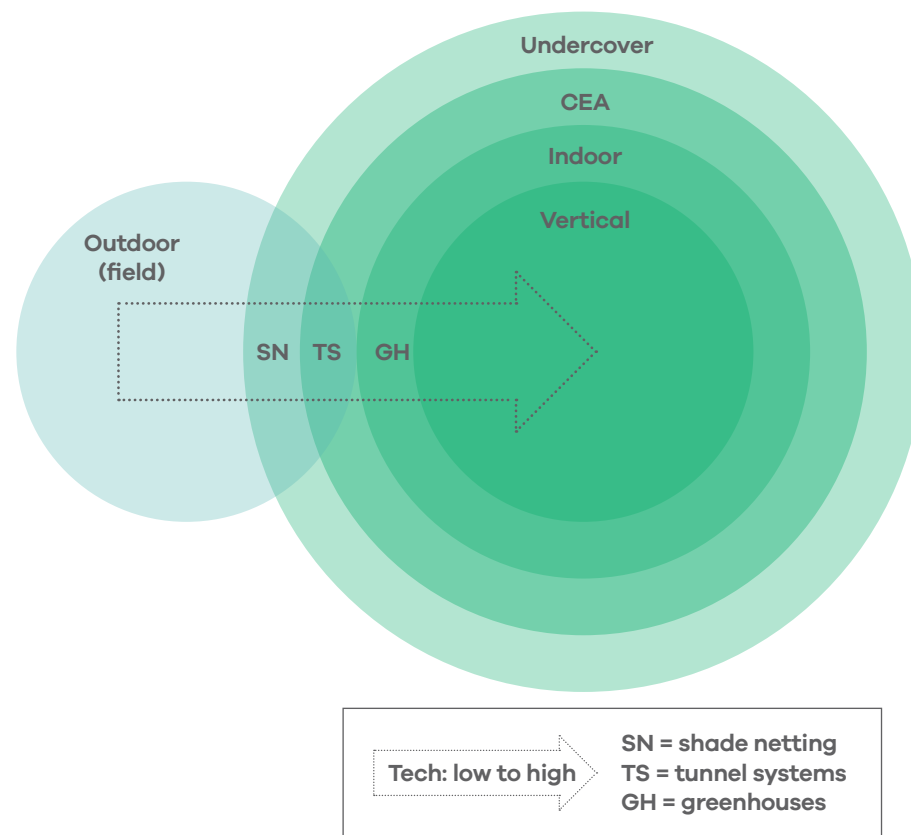 Undercover
CEA
Indoor
Vertical
Outdoor
(field)
SN TS GH
Tech: low to high
SN = shade netting
TS = tunnel systems
GH = greenhouses